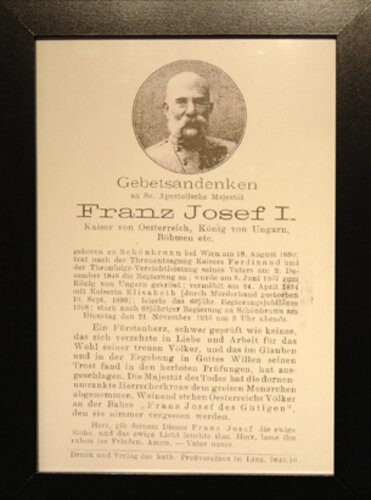 Gebetsandenken
an Se. Apostolische Majestät
Franz Josef I.
Kaiser von Oesterreich, König von Ungarn,
Böhmen etc.
geboren zu Schönbrunn bei Wien am 18. August 1830;
trat nach der Thronentsagung Kaisers Ferdinand und
der Thronfolge-Verzichtleistung seines Vaters am 2. De-
zember 1848 die Regierung an; wurde am 8. Juni 1867 zum
König von Ungarn gekrönt; vermählt am 24. April 1854
mit Kaiserin Elisabeth [durch Mörderhand gestorben
10. Sept. 1898]; feierte das 60jähr. Regierungsjubiläum
1908; starb nach 68jähriger Regierung zu Schönbrunn am
Dienstag den 21 November 1916 um 9 Uhr abends.
Ein Fürstenherz, schwer geprüft wie keines,
das sich verzehrte in Liebe und Arbeit für das
Wohl seiner treuen Völker, und das im Glauben
und in der Ergebung in Gottes Willen seinen
Trost fand in den herbsten Prüfungen, hat aus-
geschlagen. Die Majestät des Todes hat die dornen-
umrankte Herrscherkrone dem greisen Monarchen
abgenommen. Weinend stehen Oesterreichs Völker
an der Bahre „Franz Josef des Gütigen", den
sie nimmer vergessen werden.
Herr, gib deinem Diener Franz Josef die ewige
Ruhe, und das ewige Licht leuchte ihm. Herr, lasse ihn
ruhen im Frieden. Amen. — Vater unser.
Druck und Verlag des kath. Preßvereines in Linz. 7840.16